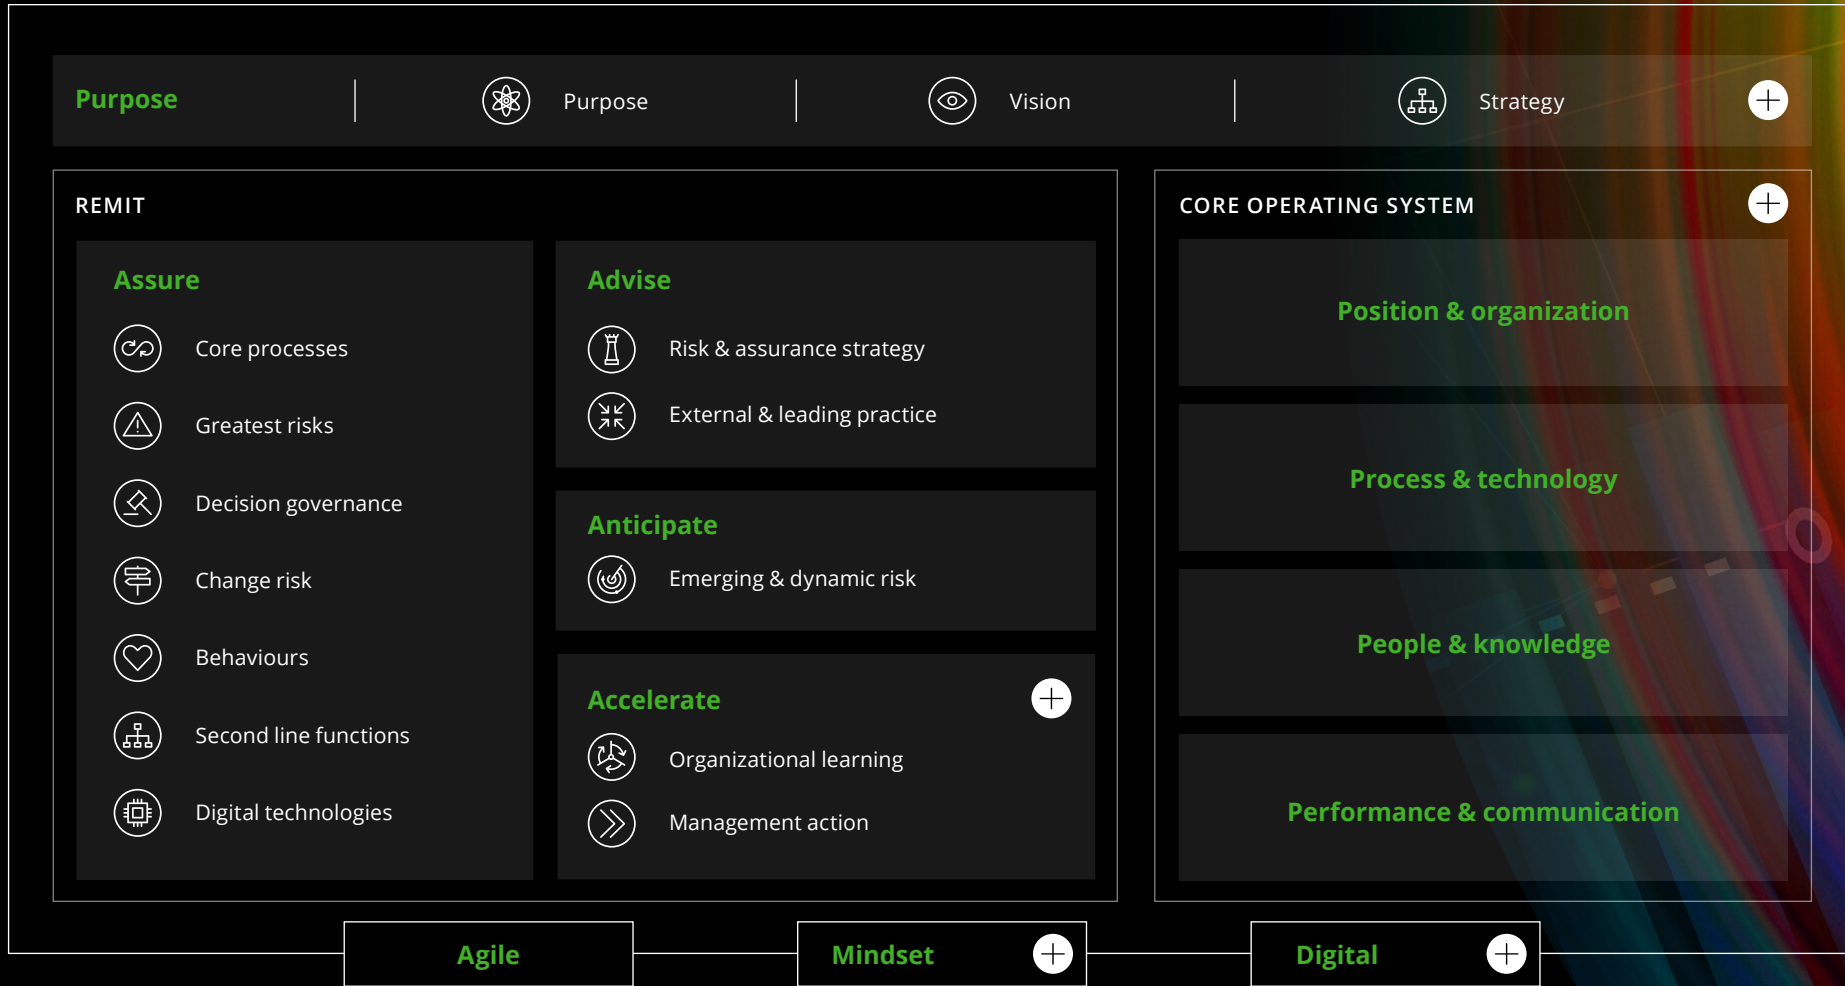 Purpose
Purpose
Vision
Strategy
REMIT
Assure
Core processes
Greatest risks
Decision governance
Change risk
Behaviours
Second line functions
Digital technologies
Advise
Risk & assurance strategy
External & leading practice
Anticipate
Emerging & dynamic risk
Accelerate
Organizational learning
Management action
CORE OPERATING SYSTEM
Position & organization
Process & technology
People & knowledge
Performance & communication
Agile
Mindset
Digital